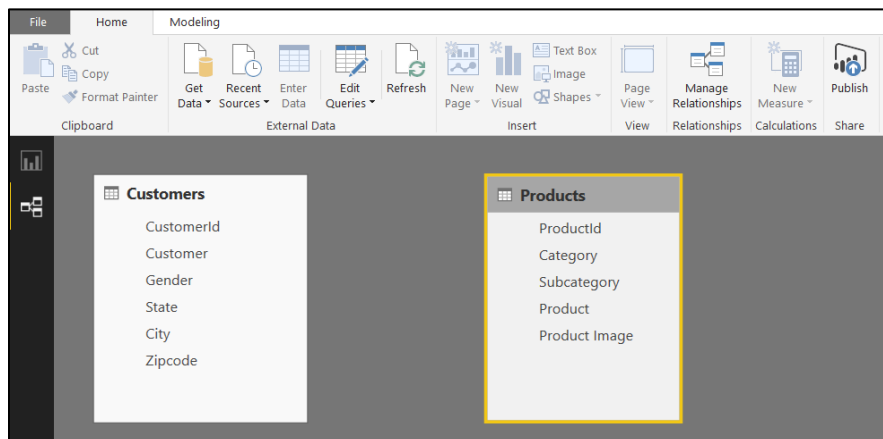 File Home Modeling
Paste
Cut
Copy
Format Painter
Get Data
Recent Sources
Enter Data
Edit Queries
Refresh
New Page
New Visual
Text Box
Image
Shapes
Page View
Manage Relationships
New Measure
Publish
Clipboard External Data Insert View Relationships Calculations Share
Customers
CustomerId
Customer
Gender
State
City
Zipcode
Products
ProductId
Category
Subcategory
Product
Product Image